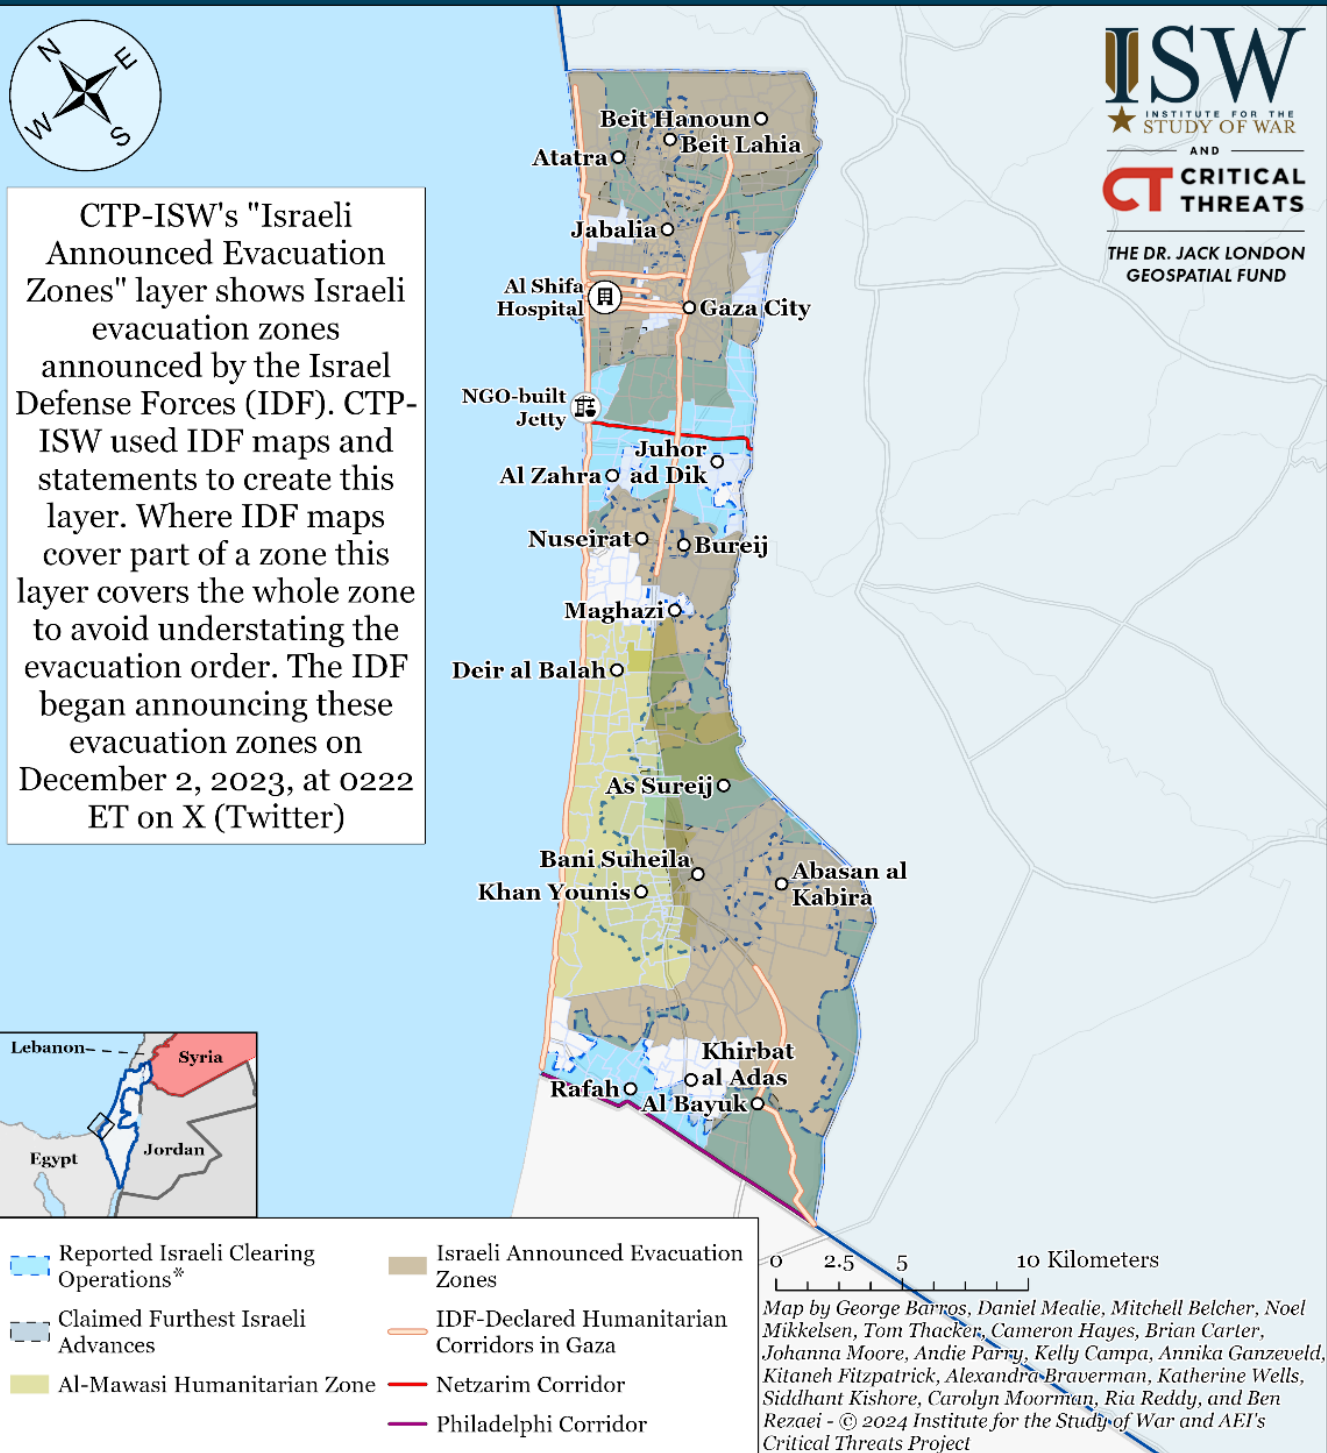 N
E
W
S
ISW
INSTITUTE FOR THE
STUDY OF WAR
AND
CT CRITICAL
THREATS
THE DR. JACK LONDON
GEOSPATIAL FUND
CTP-ISW's "Israeli
Announced Evacuation
Zones" layer shows Israeli
evacuation zones
announced by the Israel
Defense Forces (IDF). CTP-
ISW used IDF maps and
statements to create this
layer. Where IDF maps
cover part of a zone this
layer covers the whole zone
to avoid understating the
evacuation order. The IDF
began announcing these
evacuation zones on
December 2, 2023, at 0222
ET on X (Twitter)
Beit Hanoun
Beit Lahia
Atatra
Jabalia
Al Shifa
Hospital
Gaza City
NGO-built
Jetty
Juhor
ad Dik
Al Zahra
Nuseirat
Bureij
Maghazi
Deir al Balah
As Sureij
Bani Suheila
Abasan al
Kabira
Khan Younis
Khirbat
al Adas
Rafah
Al Bayuk
Lebanon
Syria
Jordan
Egypt
Reported Israeli Clearing
Operations*
Claimed Furthest Israeli
Advances
Al-Mawasi Humanitarian Zone
Israeli Announced Evacuation
Zones
IDF-Declared Humanitarian
Corridors in Gaza
Netzarim Corridor
Philadelphi Corridor
0 2.5 5 10 Kilometers
Map by George Barros, Daniel Mealie, Mitchell Belcher, Noel
Mikkelsen, Tom Thacker, Cameron Hayes, Brian Carter,
Johanna Moore, Andie Parry, Kelly Campa, Annika Ganzeveld,
Kitaneh Fitzpatrick, Alexandra Braverman, Katherine Wells,
Siddhant Kishore, Carolyn Moorman, Ria Reddy, and Ben
Rezaei - © 2024 Institute for the Study of War and AEI's
Critical Threats Project